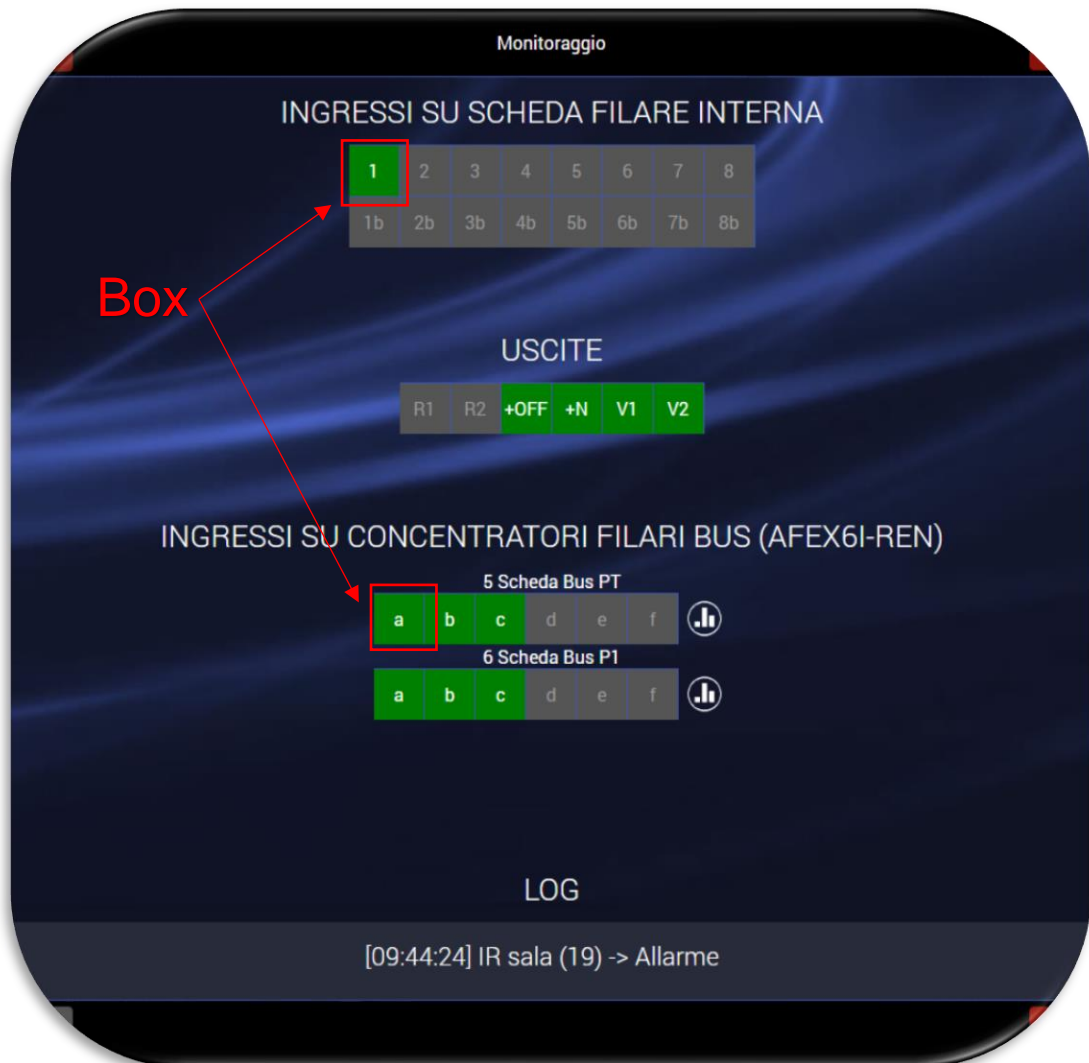 Monitoraggio
INGRESSI SU SCHEDA FILARE INTERNA
1 2 3 4 5 6 7 8
1b 2b 3b 4b 5b 6b 7b 8b
Box
USCITE
R1 R2 +OFF +N V1 V2
INGRESSI SU CONCENTRATORI FILARI BUS (AFEX6I-REN)
5 Scheda Bus PT
a b c d e f
6 Scheda Bus P1
a b c d e f
LOG
[09:44:24] IR sala (19) -> Allarme